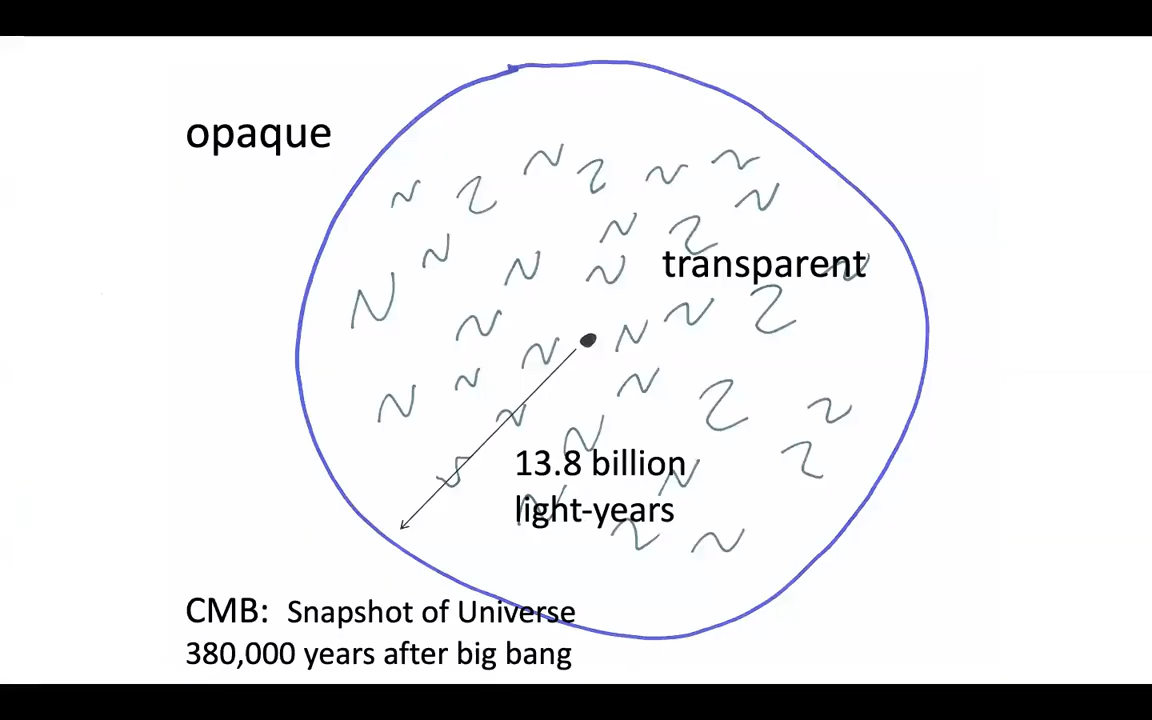 opaque
transparent
13.8 billion
light-years
CMB: Snapshot of Universe
380,000 years after big bang